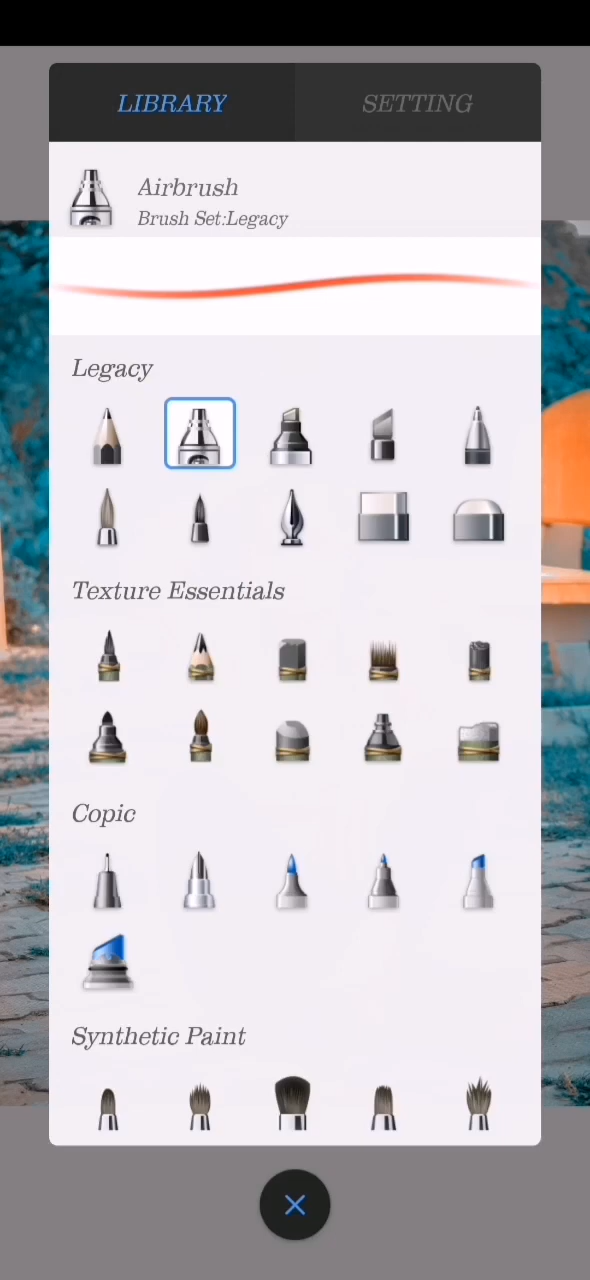 LIBRARY
SETTING
Airbrush
Brush Set:Legacy
Legacy
Texture Essentials
Copic
Synthetic Paint